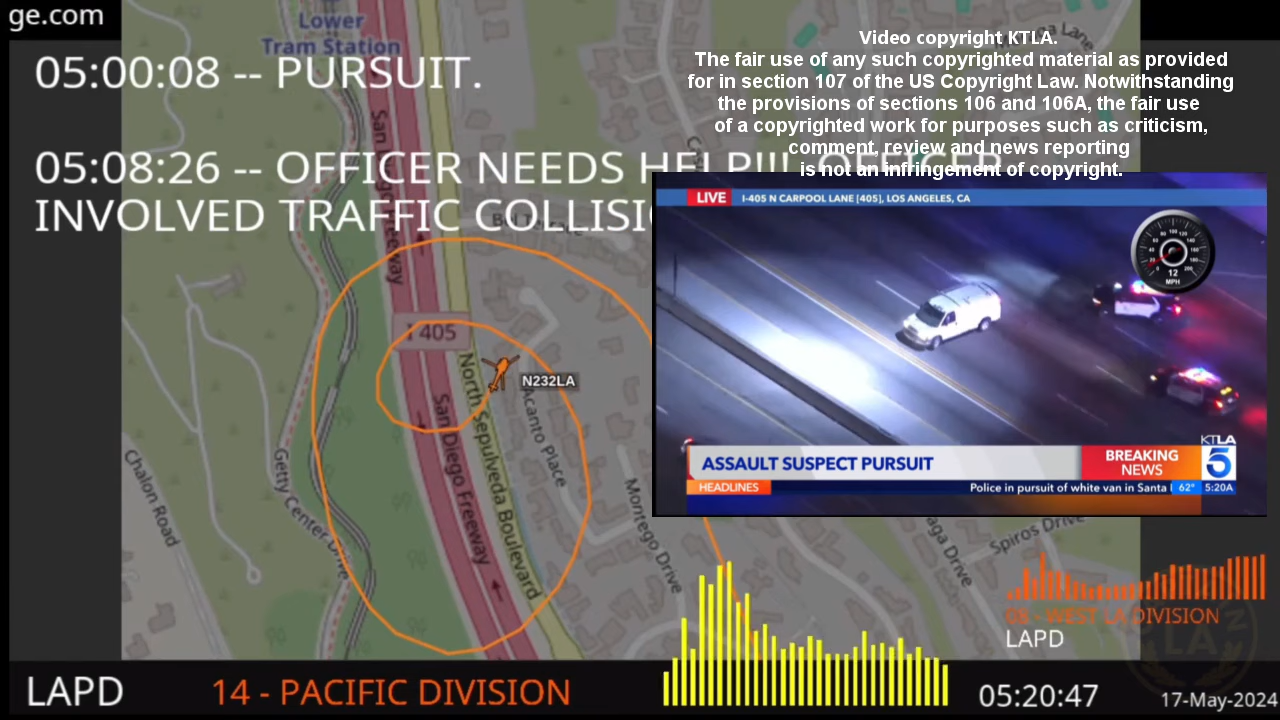 ge.com
05:00:08 -- PURSUIT.
05:08:26 -- OFFICER NEEDS HELP!!! OFFICER
INVOLVED TRAFFIC COLLISI
Video copyright KTLA.
The fair use of any such copyrighted material as provided
for in section 107 of the US Copyright Law. Notwithstanding
the provisions of sections 106 and 106A, the fair use
of a copyrighted work for purposes such as criticism,
comment, review and news reporting
is not an infringement of copyright.
Lower
Tram Station
San Diego Freeway
I 405
N232LA
North Sepulveda Boulevard
San Diego Freeway
Acanto Place
Montego Drive
Getty Center Drive
Chalon Road
Spiros Drive
LIVE
I-405 N CARPOOL LANE [405], LOS ANGELES, CA
12
MPH
ASSAULT SUSPECT PURSUIT
BREAKING
NEWS
KTLA
5
HEADLINES
Police in pursuit of white van in Santa
62°
5:20A
08 - WEST LA DIVISION
LAPD
LAPD
14 - PACIFIC DIVISION
05:20:47
17-May-2024